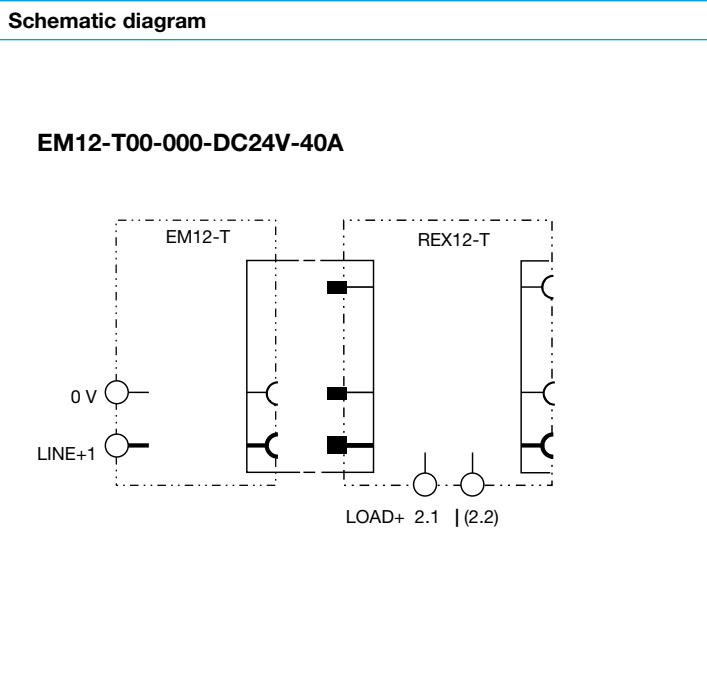 Schematic diagram
EM12-T00-000-DC24V-40A
EM12-T
REX12-T
0 V
LINE+1
LOAD+ 2.1 | (2.2)